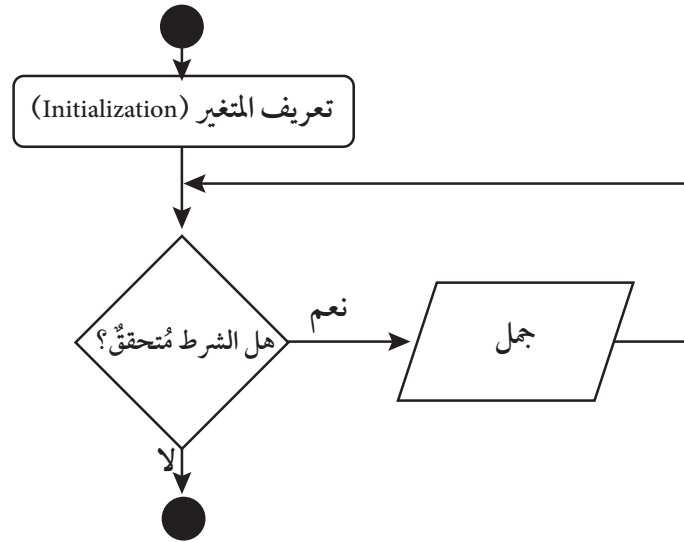 تعريف المتغير (Initialization)
نعم
هل الشرط مُتحققٌ؟
جمل
لا